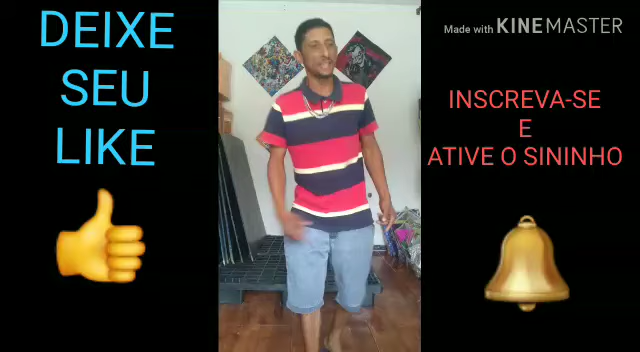 DEIXE
SEU
LIKE
Made with KINEMASTER
INSCREVA-SE
E
ATIVE O SININHO